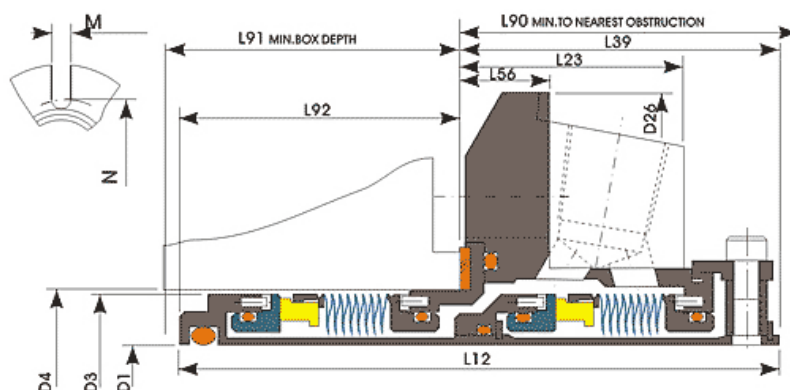 M
L91 MIN.BOX DEPTH
L90 MIN.TO NEAREST OBSTRUCTION
L39
L23
L56
L92
D26
N
L12
D4
D3
D1